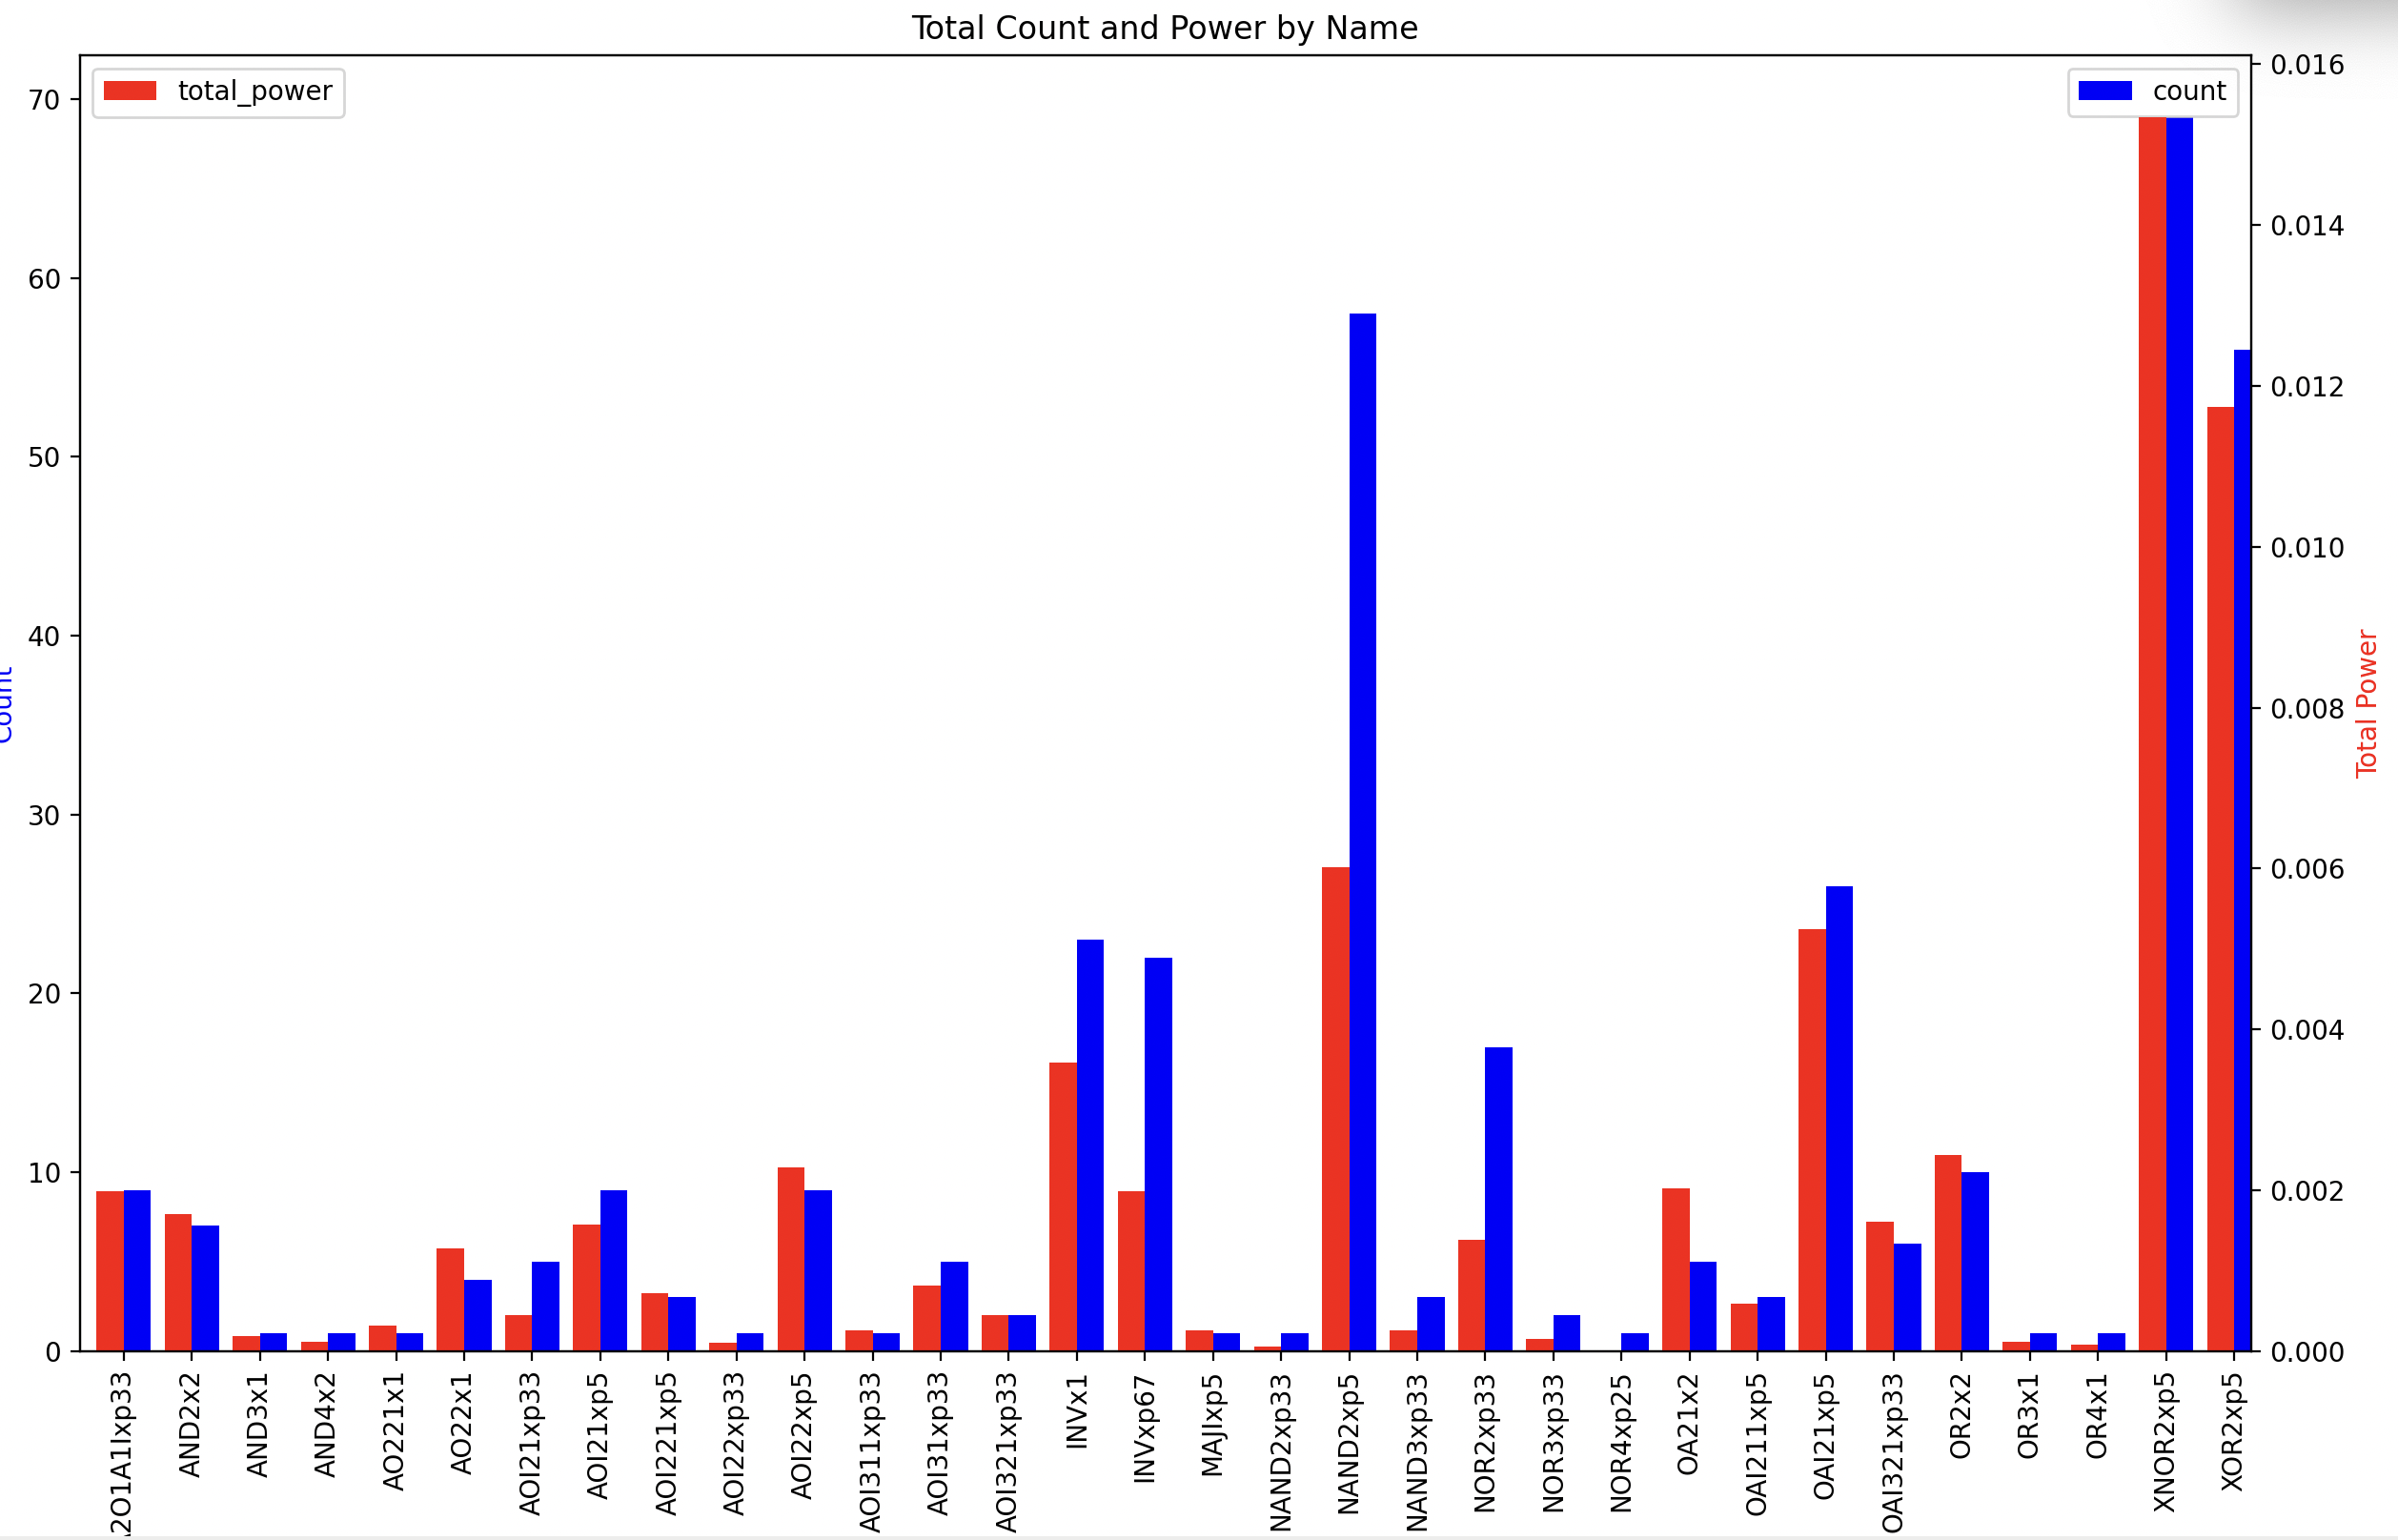 Total Count and Power by Name
total_power
count
70
60
50
40
30
20
10
0
Count
0.016
0.014
0.012
0.010
0.008
0.006
0.004
0.002
0.000
Total Power
A2O1A1Ixp33
AND2x2
AND3x1
AND4x2
AO221x1
AO22x1
AOI21xp33
AOI21xp5
AOI221xp5
AOI22xp33
AOI22xp5
AOI311xp33
AOI31xp33
AOI321xp33
INVx1
INVxp67
MAJIxp5
NAND2xp33
NAND2xp5
NAND3xp33
NOR2xp33
NOR3xp33
NOR4xp25
OA21x2
OAI211xp5
OAI21xp5
OAI321xp33
OR2x2
OR3x1
OR4x1
XNOR2xp5
XOR2xp5